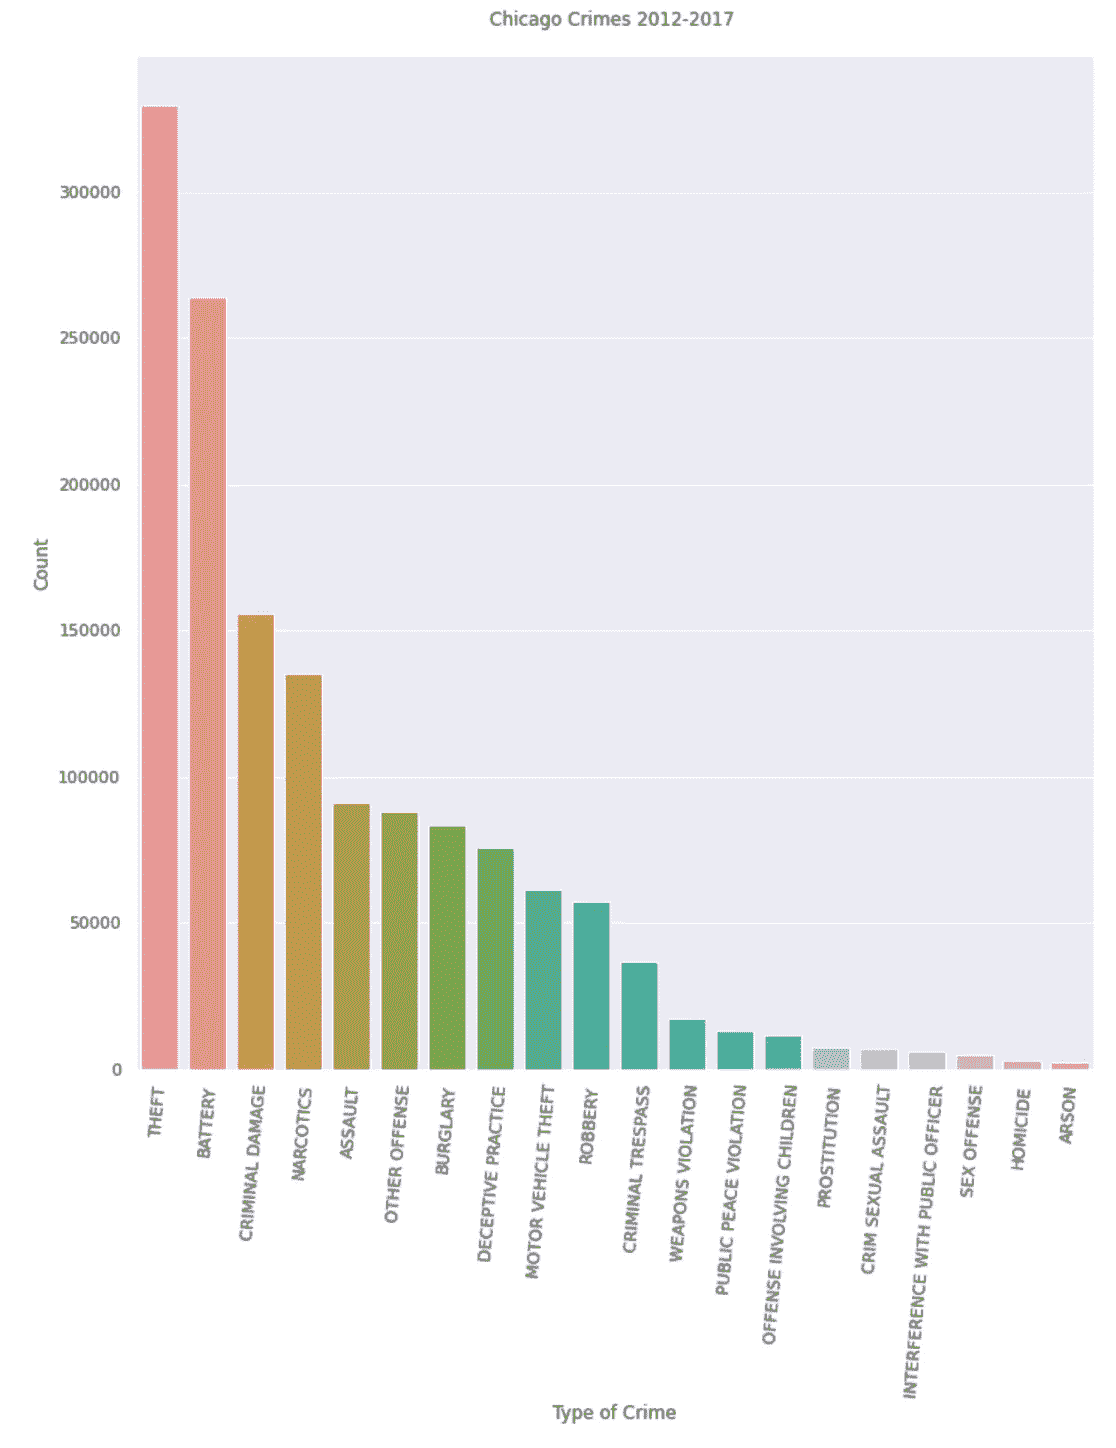 Chicago Crimes 2012-2017
300000
250000
200000
150000
100000
50000
0
Count
THEFT
BATTERY
CRIMINAL DAMAGE
NARCOTICS
ASSAULT
OTHER OFFENSE
BURGLARY
DECEPTIVE PRACTICE
MOTOR VEHICLE THEFT
ROBBERY
CRIMINAL TRESPASS
WEAPONS VIOLATION
PUBLIC PEACE VIOLATION
OFFENSE INVOLVING CHILDREN
PROSTITUTION
CRIM SEXUAL ASSAULT
INTERFERENCE WITH PUBLIC OFFICER
SEX OFFENSE
HOMICIDE
ARSON
Type of Crime